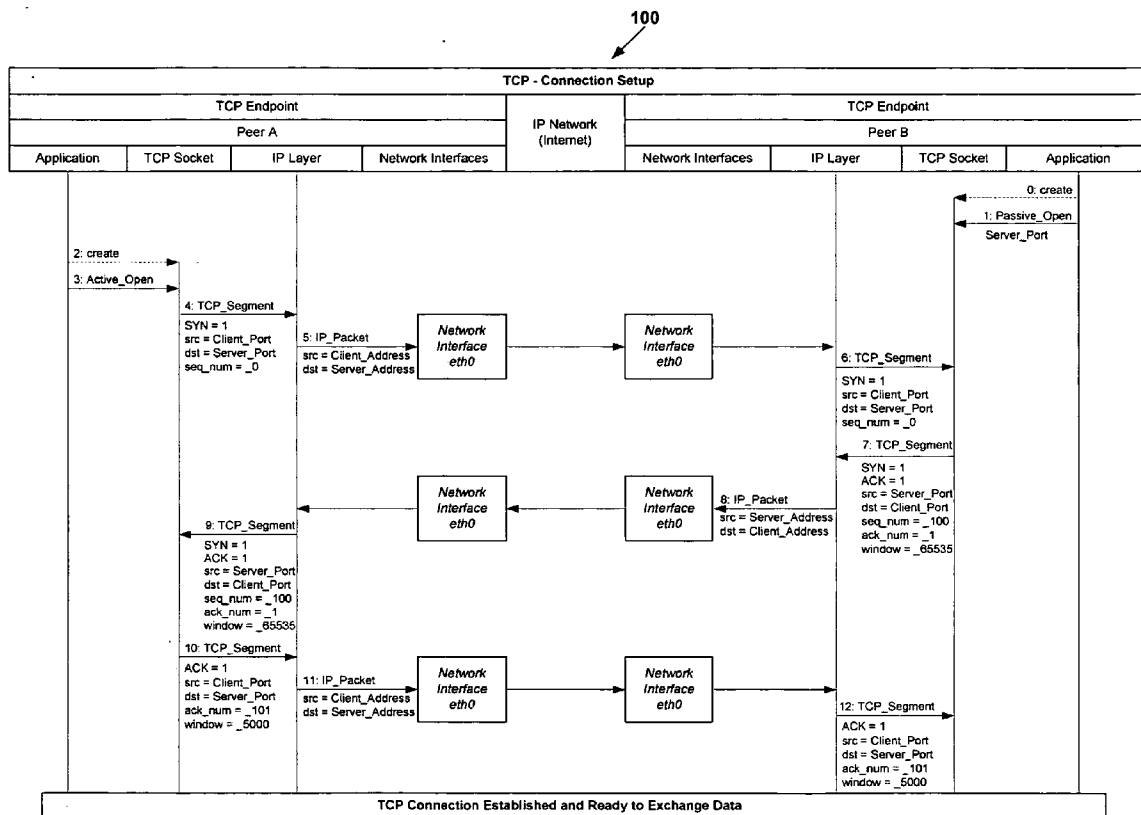 100
TCP - Connection Setup
TCP Endpoint
IP Network
(Internet)
TCP Endpoint
Peer A
Peer B
Application
TCP Socket
IP Layer
Network Interfaces
Network Interfaces
IP Layer
TCP Socket
Application
0: create
1: Passive_Open
Server_Port
2: create
3: Active_Open
4: TCP_Segment
SYN = 1
src = Client_Port
dst = Server_Port
seq_num = _0
5: IP_Packet
src = Client_Address
dst = Server_Address
Network
Interface
eth0
Network
Interface
eth0
6: TCP_Segment
SYN = 1
src = Client_Port
dst = Server_Port
seq_num = _0
7: TCP_Segment
SYN = 1
ACK = 1
src = Server_Port
dst = Client_Port
seq_num = _100
ack_num = _1
window = _65535
8: IP_Packet
src = Server_Address
dst = Client_Address
Network
Interface
eth0
Network
Interface
eth0
9: TCP_Segment
SYN = 1
ACK = 1
src = Server_Port
dst = Client_Port
seq_num = _100
ack_num = _1
window = _65535
10: TCP_Segment
ACK = 1
src = Client_Port
dst = Server_Port
ack_num = _101
window = _5000
11: IP_Packet
src = Client_Address
dst = Server_Address
Network
Interface
eth0
Network
Interface
eth0
12: TCP_Segment
ACK = 1
src = Client_Port
dst = Server_Port
ack_num = _101
window = _5000
TCP Connection Established and Ready to Exchange Data